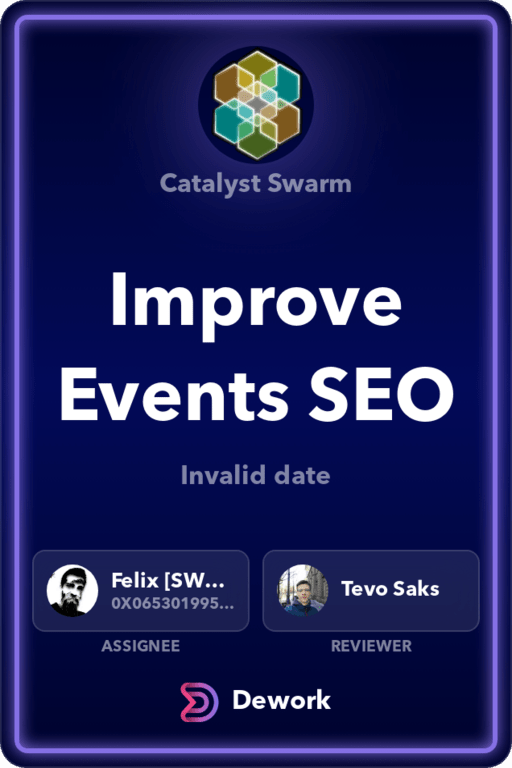 Catalyst Swarm
Improve
Events SEO
Invalid date
Felix [SW...
0X065301995...
Tevo Saks
ASSIGNEE
REVIEWER
Dework